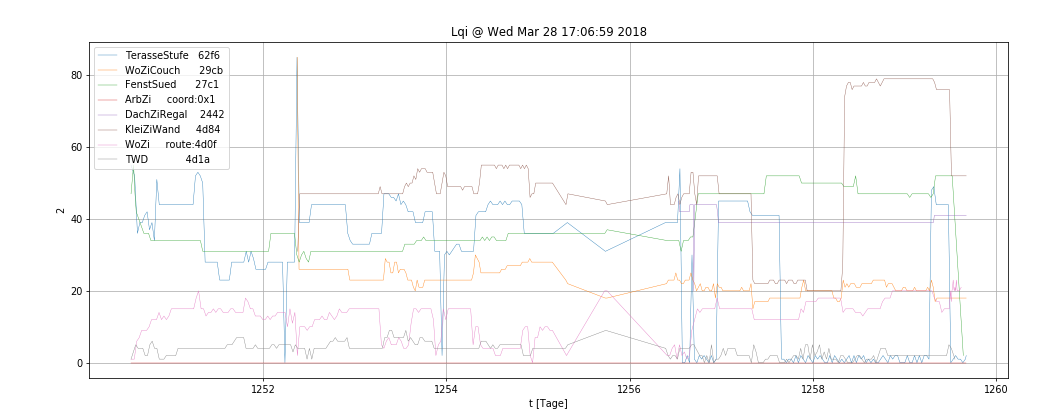 Lqi @ Wed Mar 28 17:06:59 2018
TerasseStufe 62f6
WoZiCouch 29cb
FenstSued 27c1
ArbZi coord:0x1
DachZiRegal 2442
KleiZiWand 4d84
WoZi route:4d0f
TWD 4d1a
80
60
40
20
0
2
1252 1254 1256 1258 1260
t [Tage]